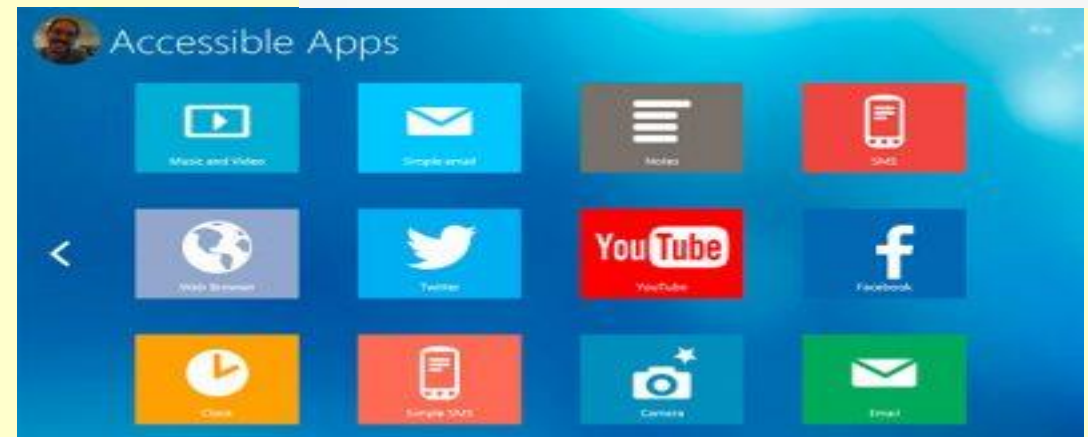 Accessible Apps
Music and Video
Simple email
Notes
SMS
Web Browser
Twitter
You Tube
YouTube
Facebook
Clock
Simple SMS
Camera
Email